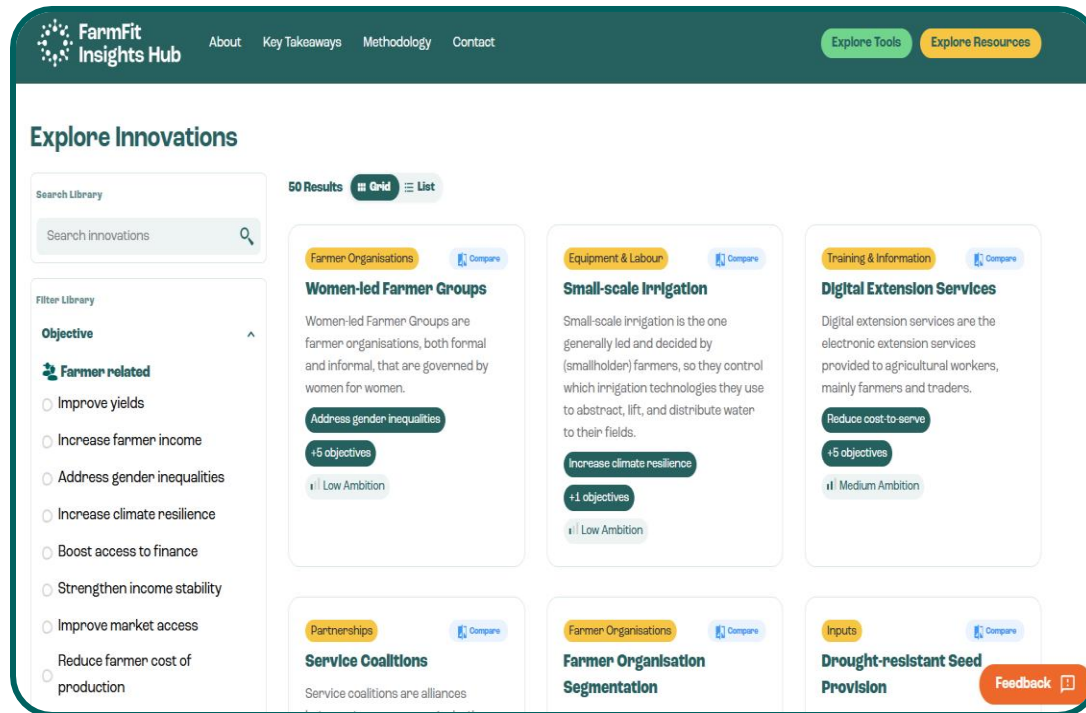 FarmFit
Insights Hub
About
Key Takeaways
Methodology
Contact
Explore Tools
Explore Resources
Explore Innovations
Search Library
Search innovations
Filter Library
Objective
Farmer related
Improve yields
Increase farmer income
Address gender inequalities
Increase climate resilience
Boost access to finance
Strengthen income stability
Improve market access
Reduce farmer cost of
production
50 Results
Grid
List
Farmer Organisations
Compare
Women-led Farmer Groups
Women-led Farmer Groups are
farmer organisations, both formal
and informal, that are governed by
women for women.
Address gender inequalities
+5 objectives
Low Ambition
Equipment & Labour
Compare
Small-scale Irrigation
Small-scale irrigation is the one
generally led and decided by
(smallholder) farmers, so they control
which irrigation technologies they use
to abstract, lift, and distribute water
to their fields.
Increase climate resilience
+1 objectives
Low Ambition
Training & Information
Compare
Digital Extension Services
Digital extension services are the
electronic extension services
provided to agricultural workers,
mainly farmers and traders.
Reduce cost-to-serve
+5 objectives
Medium Ambition
Partnerships
Compare
Service Coalitions
Service coalitions are alliances
Farmer Organisations
Compare
Farmer Organisation
Segmentation
Inputs
Compare
Drought-resistant Seed
Provision
Feedback